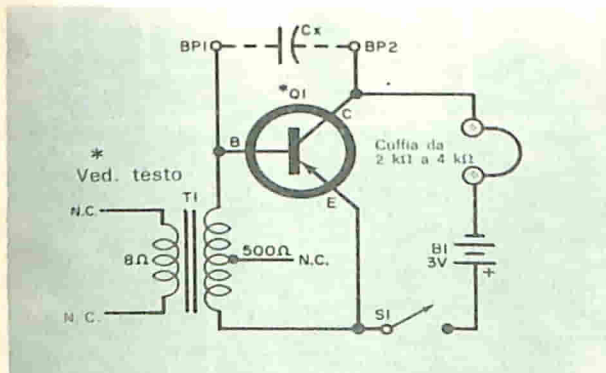 Cx
BP1
BP2
*Q1
C
B
E
Cuffia da
2 kΩ a 4 kΩ
*
Ved. testo
T1
N.C.
8Ω
500Ω
N.C.
B1
3V
+
S1
N.C.